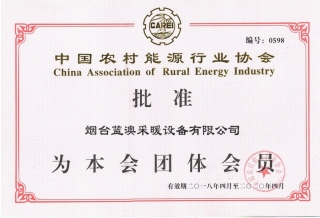 CAREI
编号：0598
中国农村能源行业协会
China Association of Rural Energy Industry
批准
烟台蓝澳采暖设备有限公司
为本会团体会员
有效期二〇一八年四月至二〇二〇年四月